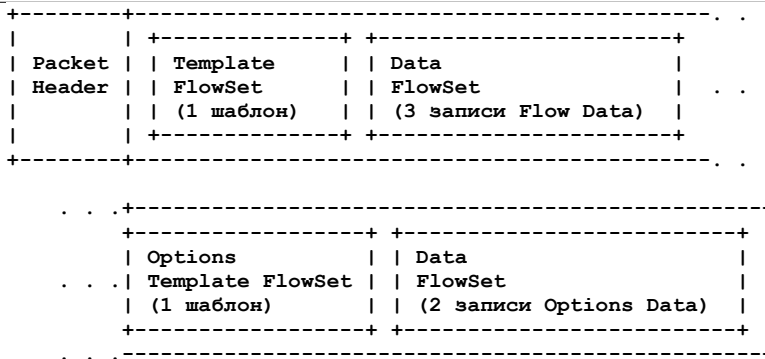 +--------+---------------------------------------------. .
|        | +--------------+ +-----------------------+
| Packet | | Template     | | Data                  |
| Header | | FlowSet      | | FlowSet               |  . .
|        | | (1 шаблон)   | | (3 записи Flow Data)  |
|        | +--------------+ +-----------------------+
+--------+---------------------------------------------. .
. . .+-------------------------------------------------
+------------------+ +--------------------------+
| Options          | | Data                     |
. . .| Template FlowSet | | FlowSet                  |
| (1 шаблон)       | | (2 записи Options Data)  |
+------------------+ +--------------------------+
. . .--------------------------------------------------